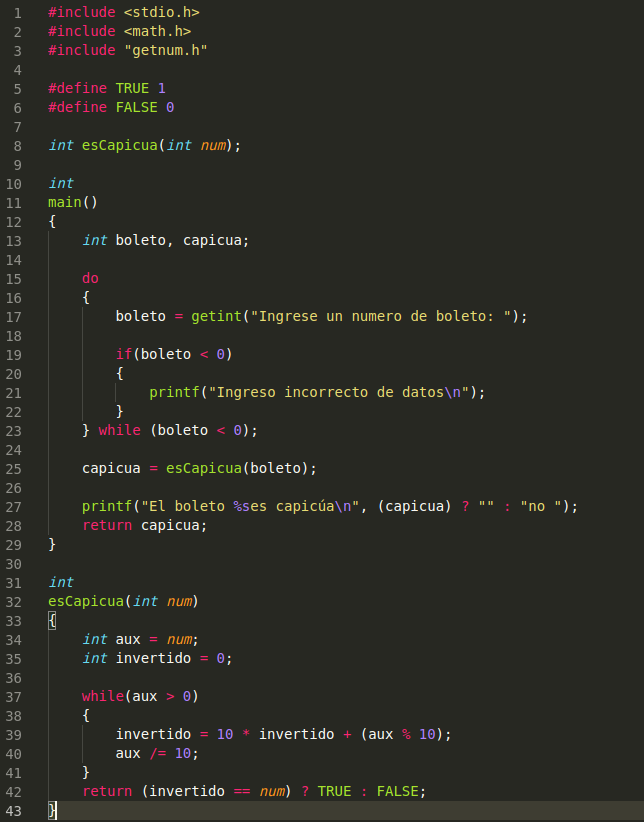 1 #include <stdio.h>
2 #include <math.h>
3 #include "getnum.h"
4
5 #define TRUE 1
6 #define FALSE 0
7
8 int esCapicua(int num);
9
10 int
11 main()
12 {
13     int boleto, capicua;
14
15     do
16     {
17         boleto = getint("Ingrese un numero de boleto: ");
18
19         if(boleto < 0)
20         {
21             printf("Ingreso incorrecto de datos\n");
22         }
23     } while (boleto < 0);
24
25     capicua = esCapicua(boleto);
26
27     printf("El boleto %ses capicúa\n", (capicua) ? "" : "no ");
28     return capicua;
29 }
30
31 int
32 esCapicua(int num)
33 {
34     int aux = num;
35     int invertido = 0;
36
37     while(aux > 0)
38     {
39         invertido = 10 * invertido + (aux % 10);
40         aux /= 10;
41     }
42     return (invertido == num) ? TRUE : FALSE;
43 }